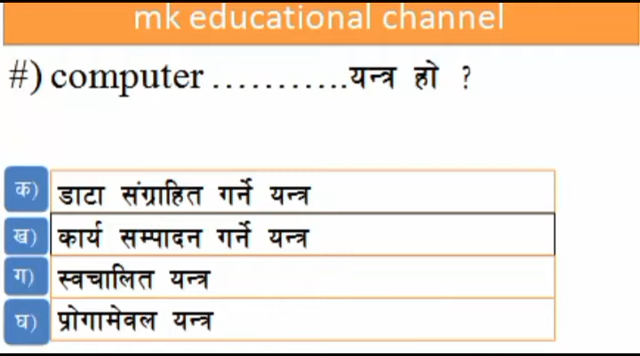 mk educational channel
#) computer ...........यन्त्र हो ?
क) डाटा संग्राहित गर्ने यन्त्र
ख) कार्य सम्पादन गर्ने यन्त्र
ग) स्वचालित यन्त्र
घ) प्रोगामेवल यन्त्र